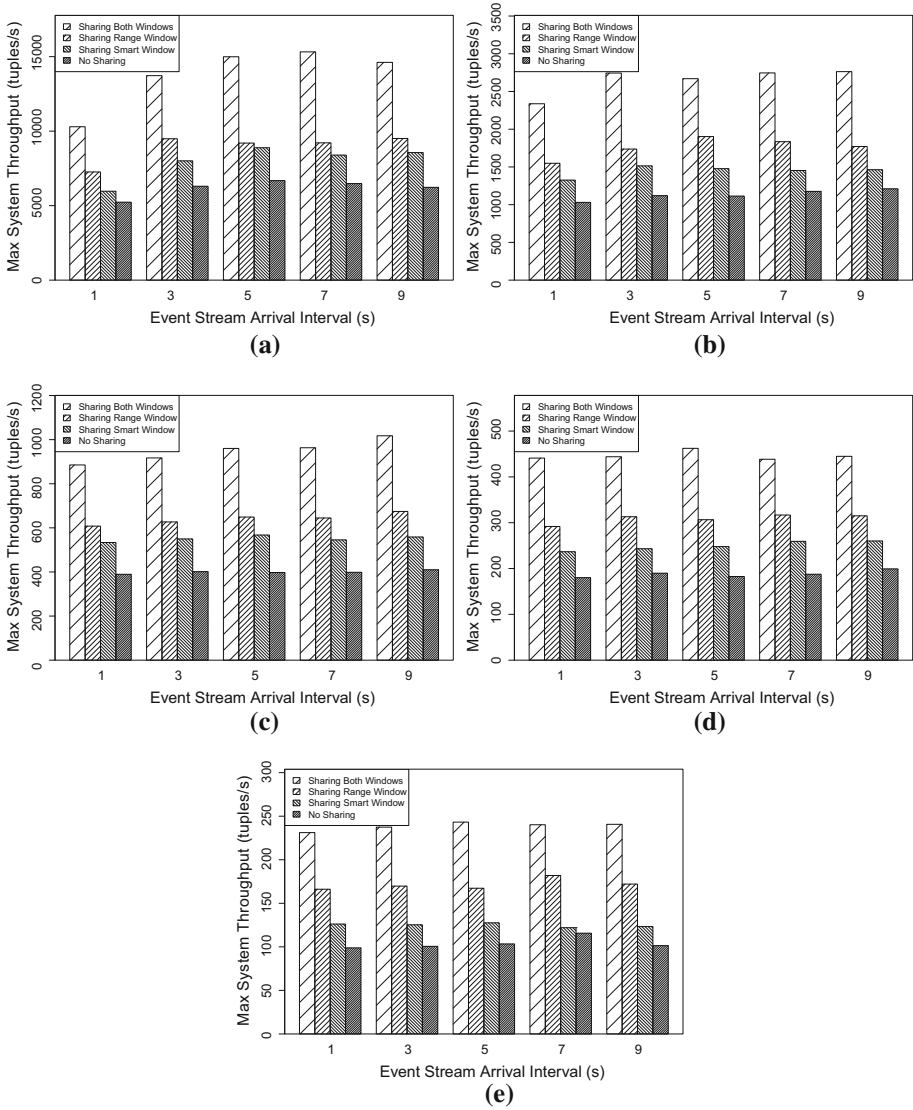 Max System Throughput (tuples/s)
0 5000 10000 15000
Sharing Both Windows
Sharing Range Window
Sharing Smart Window
No Sharing
1 3 5 7 9
Event Stream Arrival Interval (s)
(a)
Max System Throughput (tuples/s)
0 500 1000 1500 2000 2500 3000 3500
Sharing Both Windows
Sharing Range Window
Sharing Smart Window
No Sharing
1 3 5 7 9
Event Stream Arrival Interval (s)
(b)
Max System Throughput (tuples/s)
0 200 400 600 800 1000 1200
Sharing Both Windows
Sharing Range Window
Sharing Smart Window
No Sharing
1 3 5 7 9
Event Stream Arrival Interval (s)
(c)
Max System Throughput (tuples/s)
0 100 200 300 400 500
Sharing Both Windows
Sharing Range Window
Sharing Smart Window
No Sharing
1 3 5 7 9
Event Stream Arrival Interval (s)
(d)
Max System Throughput (tuples/s)
0 50 100 150 200 250 300
Sharing Both Windows
Sharing Range Window
Sharing Smart Window
No Sharing
1 3 5 7 9
Event Stream Arrival Interval (s)
(e)